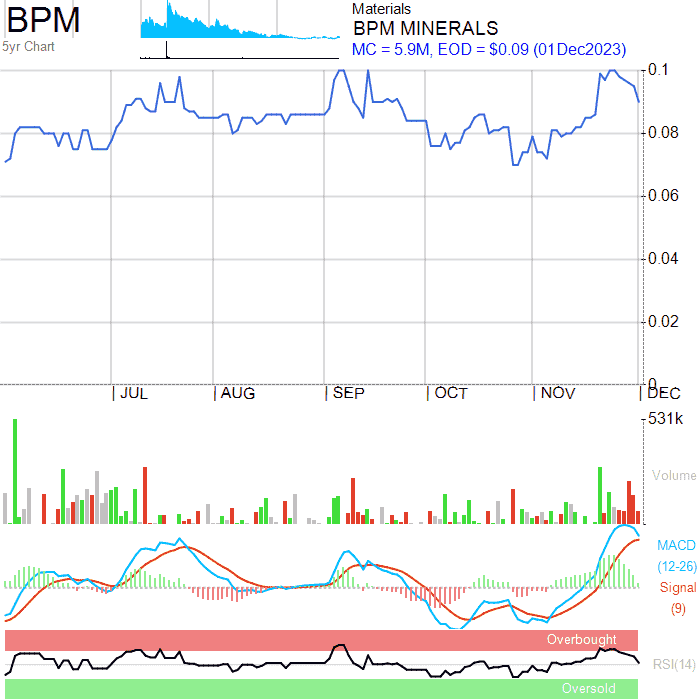 BPM
5yr Chart
Materials
BPM MINERALS
MC = 5.9M, EOD = $0.09 (01Dec2023)
0.1
0.08
0.06
0.04
0.02
0
JUL AUG SEP OCT NOV DEC
531k
Volume
MACD
(12-26)
Signal
(9)
Overbought
RSI(14)
Oversold